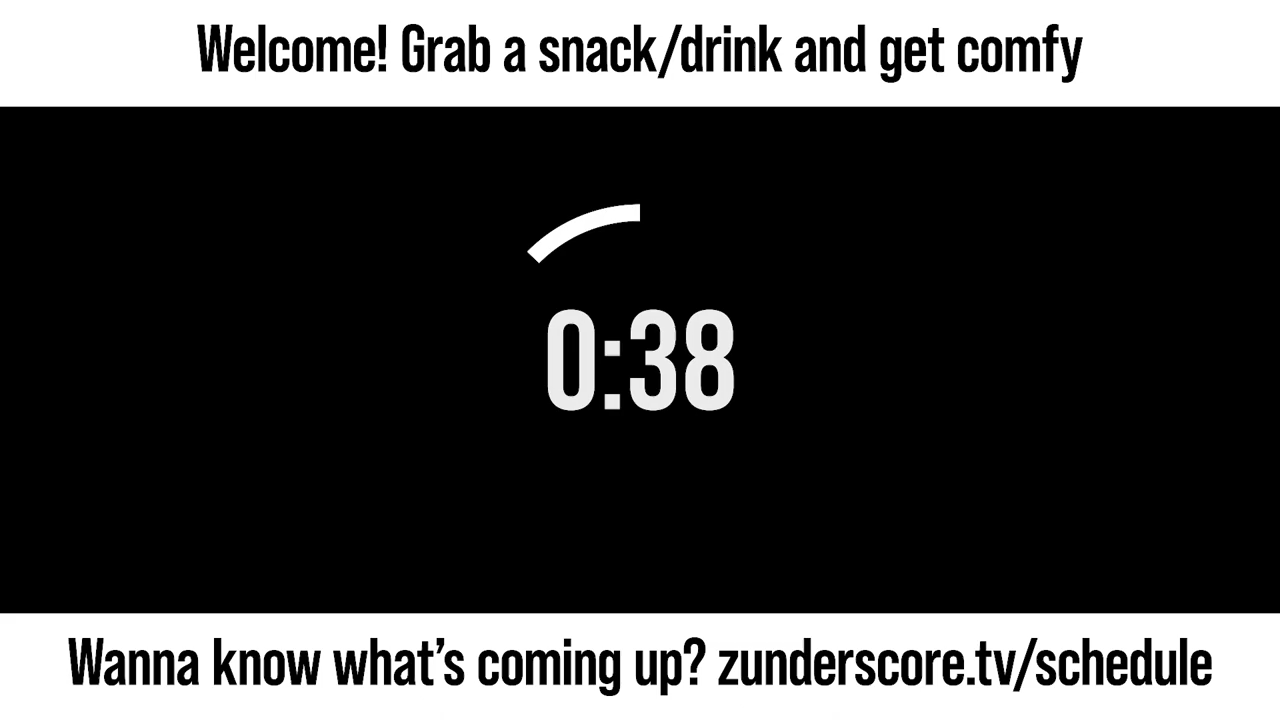 Welcome! Grab a snack/drink and get comfy
0:38
Wanna know what's coming up? zunderscore.tv/schedule